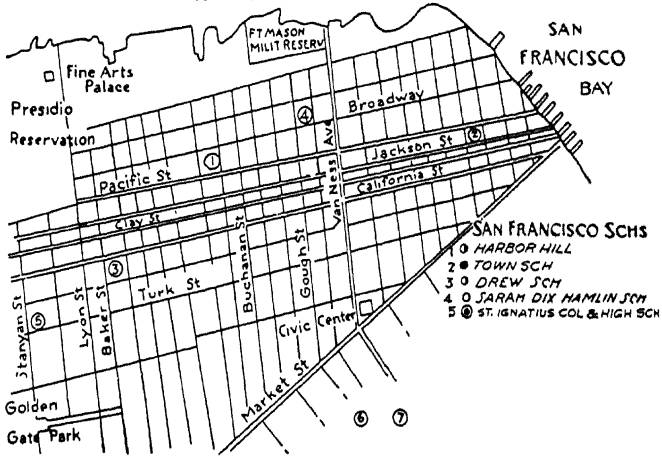 FT MASON
MILIT RESERV
SAN
FRANCISCO
BAY
Fine Arts
Palace
Presidio
Reservation
Broadway
4
Van Ness Ave
Jackson St
2
1
Pacific St
California St
Clay St
3
Turk St
Buchanan St
Gough St
Stanyan St
5
Lyon St
Baker St
Civic Center
Market St
Golden
Gate Park
6
7
SAN FRANCISCO SCHS
1 HARBOR HILL
2 TOWN SCH
3 DREW SCH
4 SARAH DIX HAMLIN SCH
5 ST. IGNATIUS COL & HIGH SCH